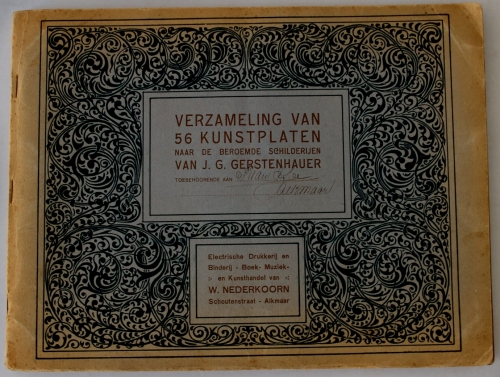 VERZAMELING VAN
56 KUNSTPLATEN
NAAR DE BEROEMDE SCHILDERIJEN
VAN J. G. GERSTENHAUER
TOEBEHOORENDE AAN
Alkmaar
Electrische Drukkerij en
Binderij - Boek- Muziek-
> en Kunsthandel van <
W. NEDERKOORN
Schoutenstraat - Alkmaar